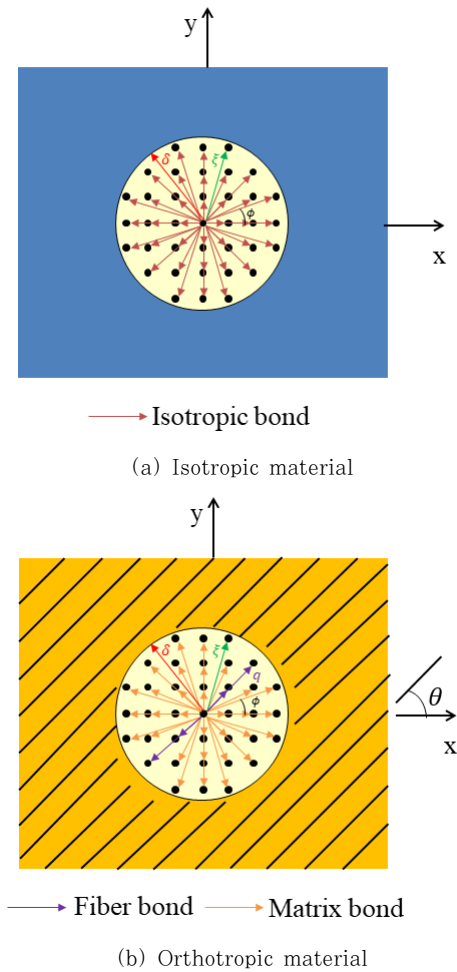 y
δ
ξ
ϕ
x
Isotropic bond
(a) Isotropic material
y
δ
ξ
q
ϕ
θ
x
Fiber bond
Matrix bond
(b) Orthotropic material